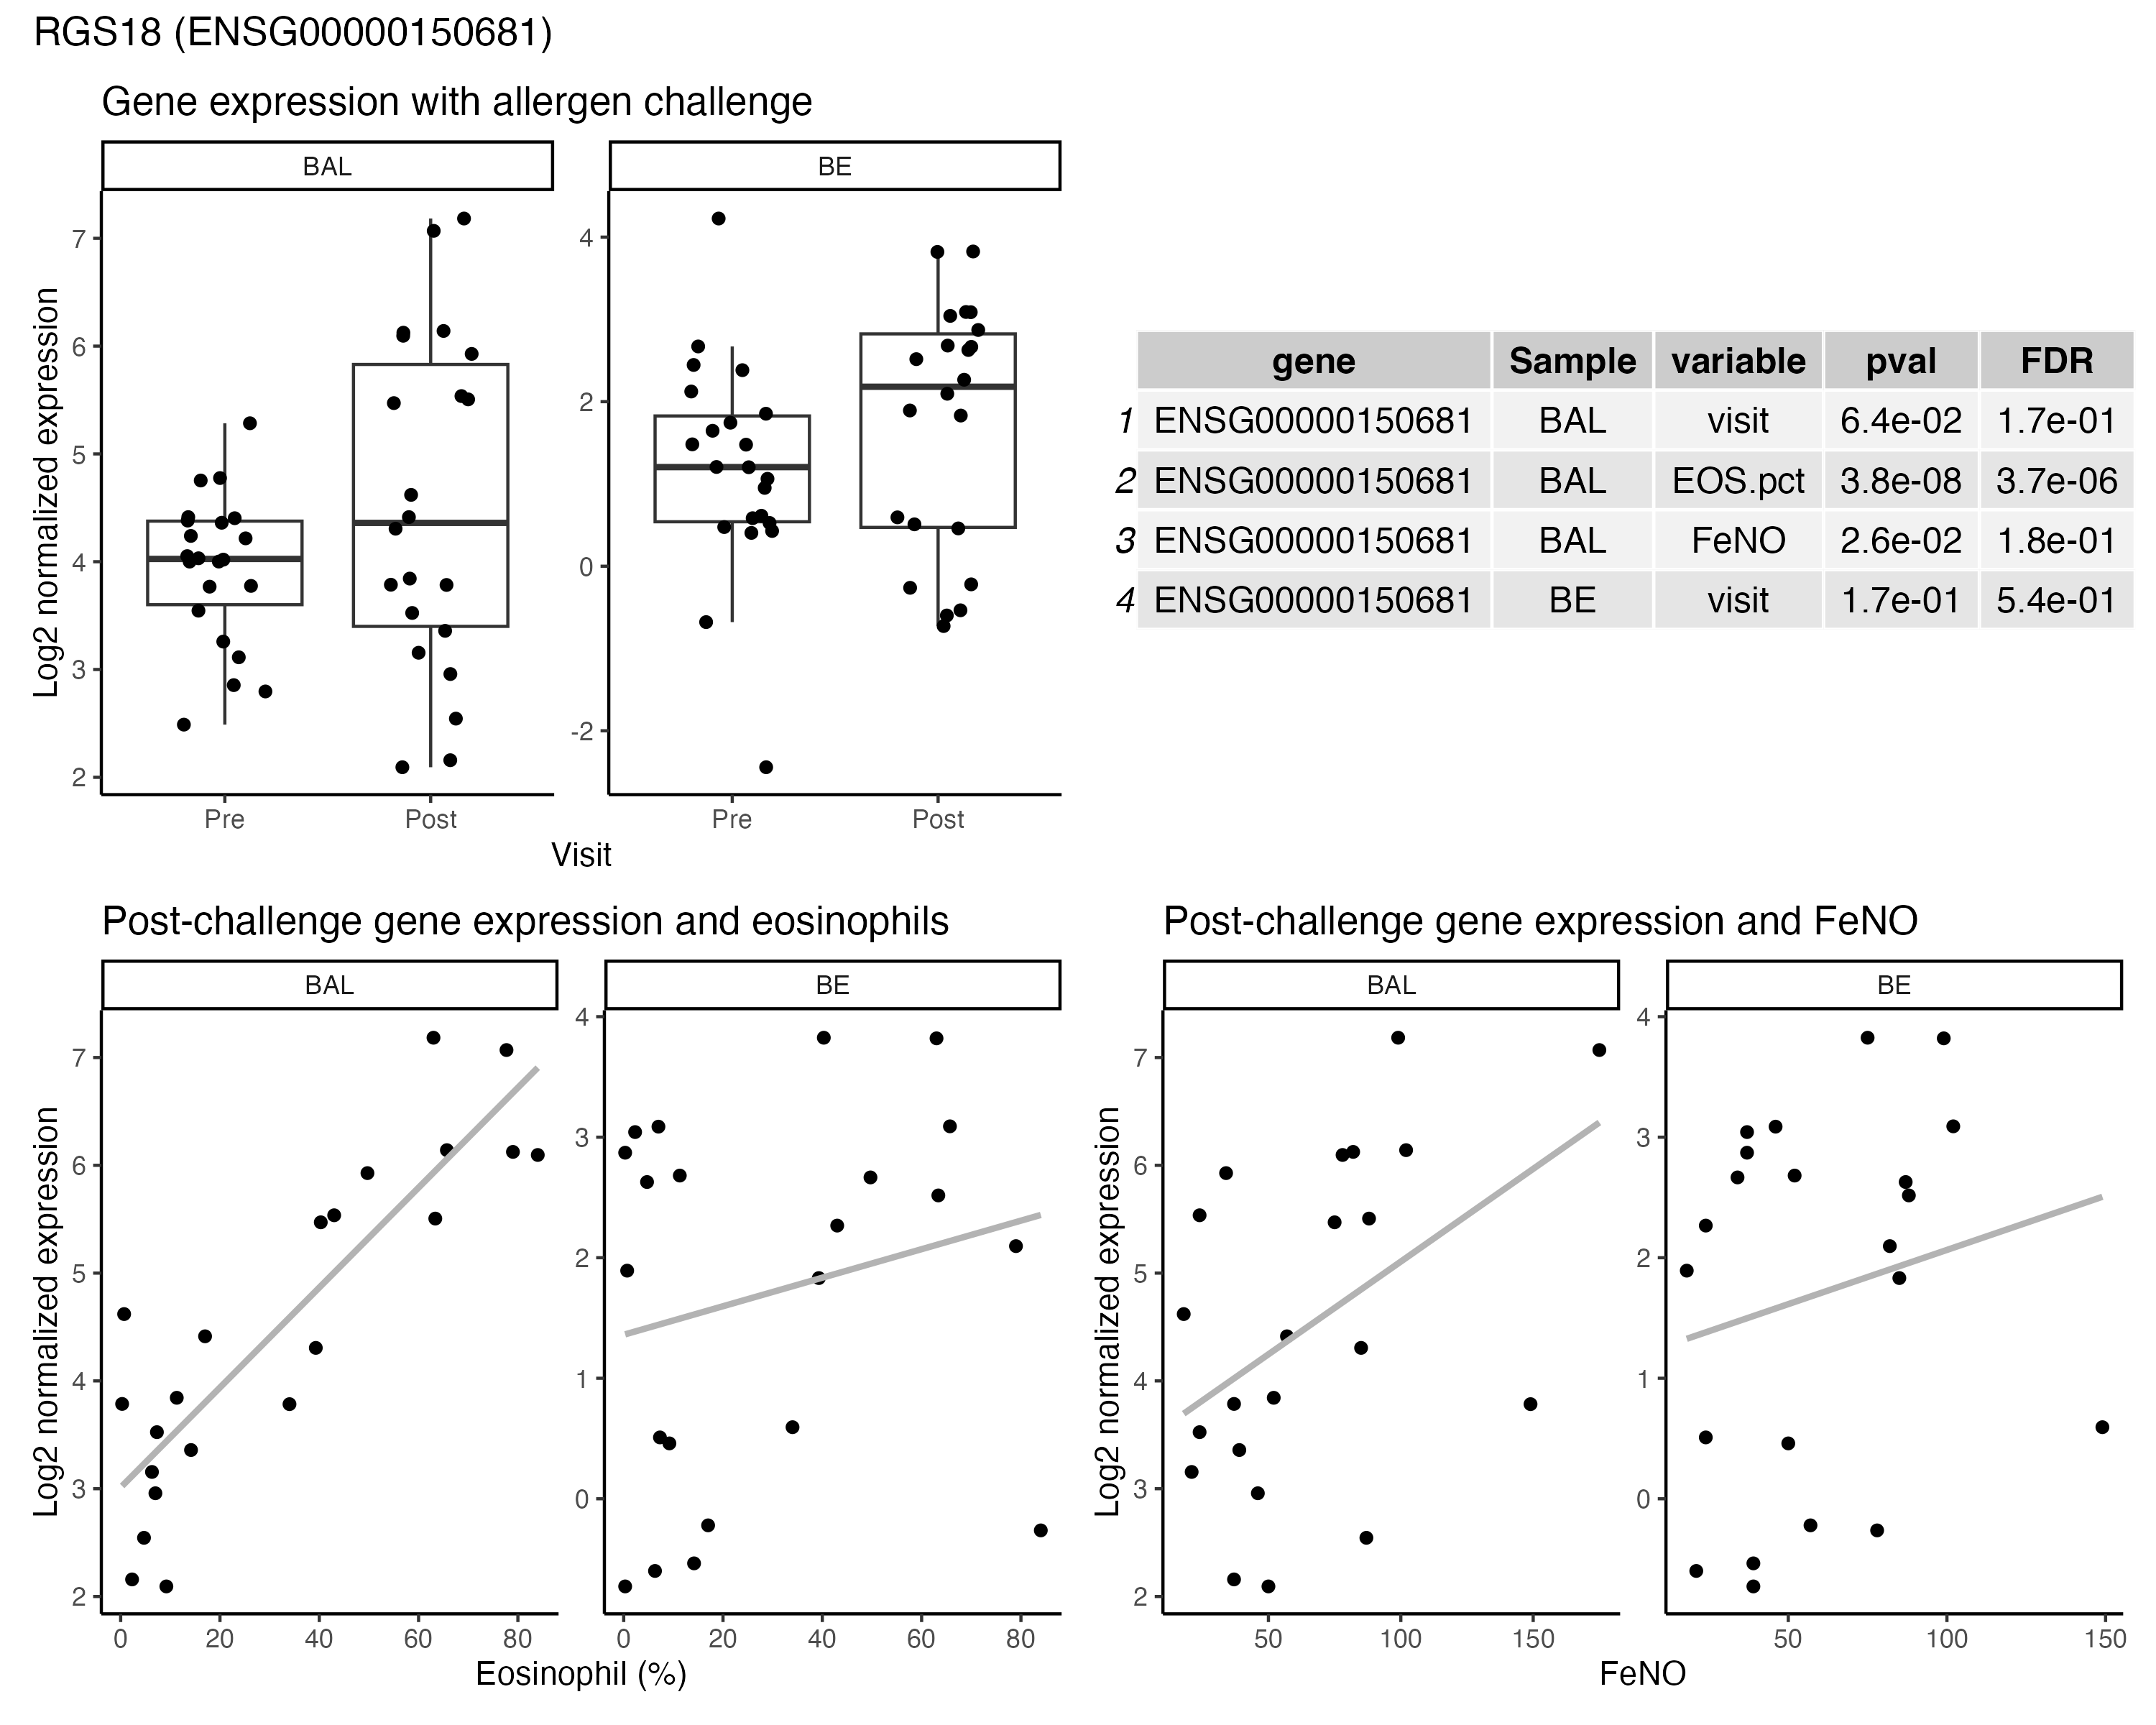 RGS18 (ENSG00000150681)
Gene expression with allergen challenge
BAL
BE
Log2 normalized expression
7
6
5
4
3
2
4
2
0
-2
Pre
Post
Pre
Post
Visit
gene Sample variable pval FDR
1 ENSG00000150681 BAL visit 6.4e-02 1.7e-01
2 ENSG00000150681 BAL EOS.pct 3.8e-08 3.7e-06
3 ENSG00000150681 BAL FeNO 2.6e-02 1.8e-01
4 ENSG00000150681 BE visit 1.7e-01 5.4e-01
Post-challenge gene expression and eosinophils
BAL
BE
Log2 normalized expression
7
6
5
4
3
2
4
3
2
1
0
0 20 40 60 80
0 20 40 60 80
Eosinophil (%)
Post-challenge gene expression and FeNO
BAL
BE
Log2 normalized expression
7
6
5
4
3
2
4
3
2
1
0
50 100 150
50 100 150
FeNO